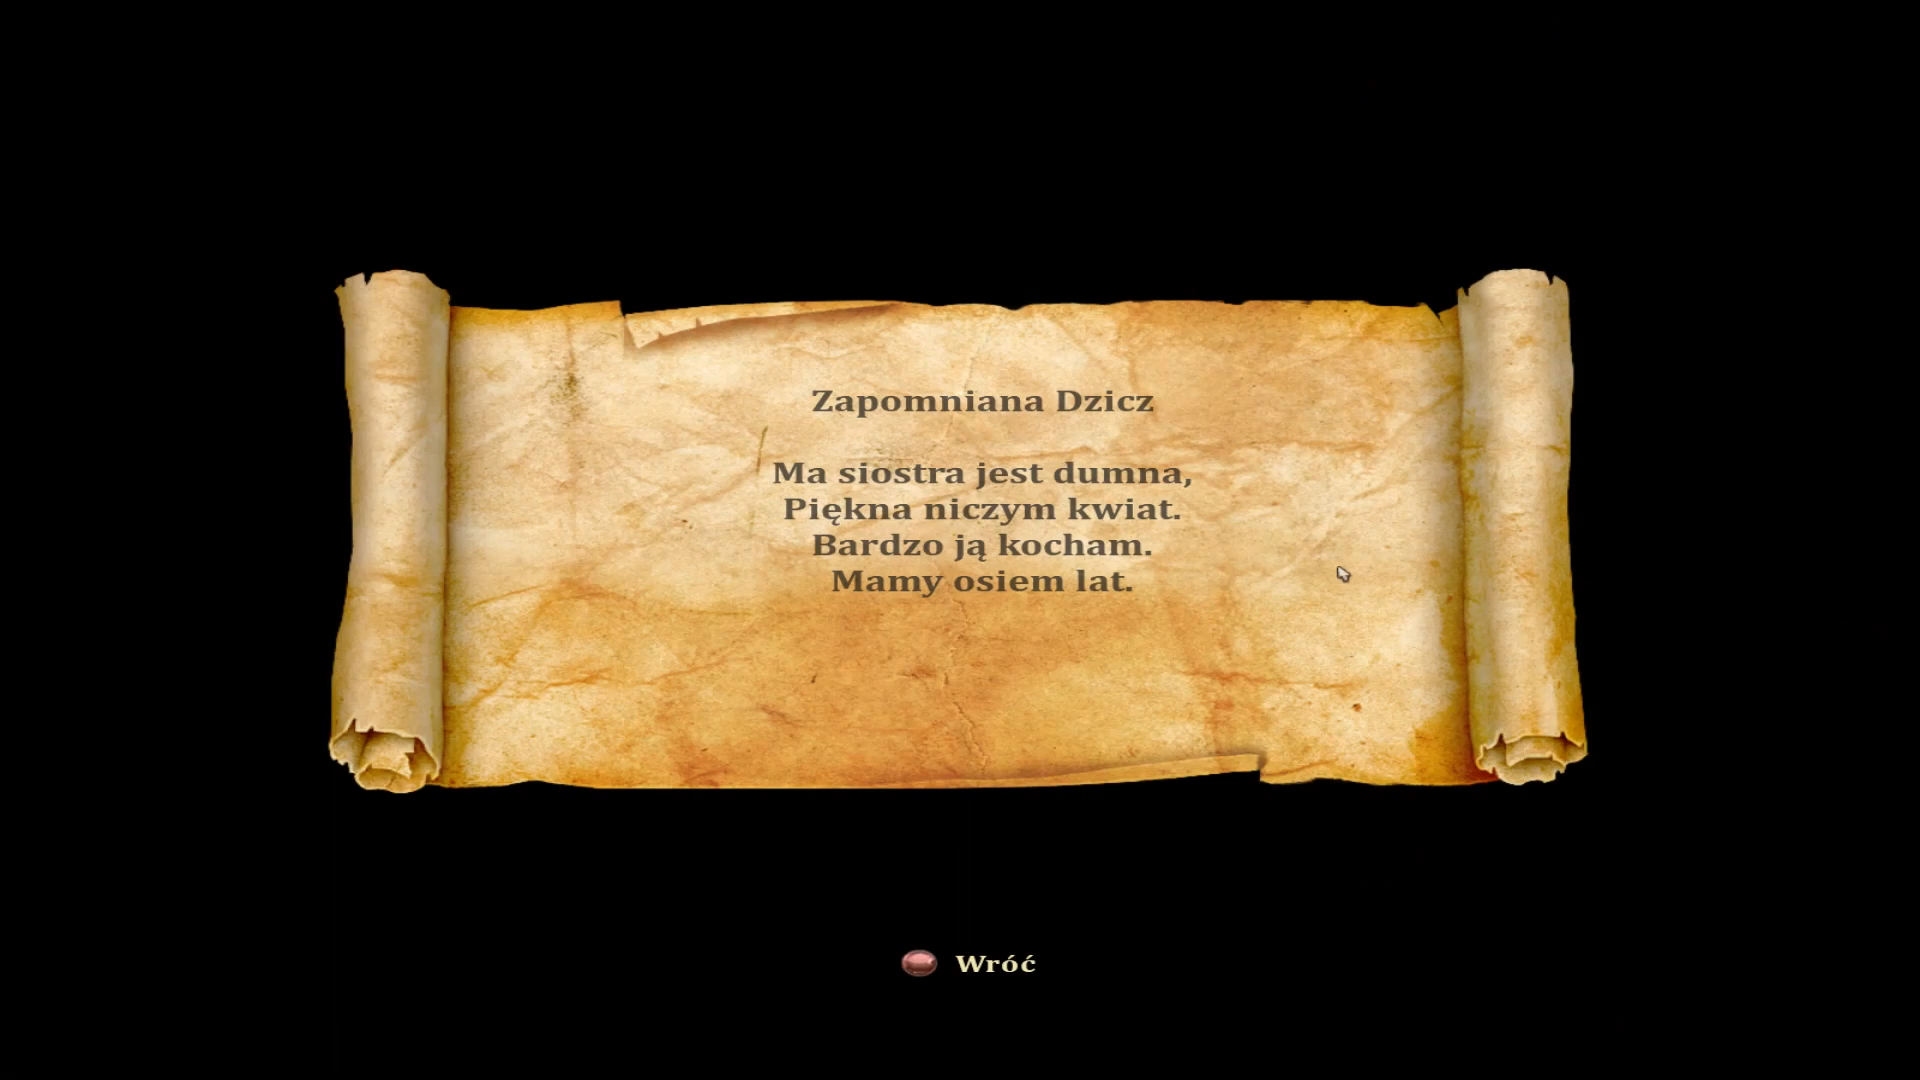 Zapomniana Dzicz
Ma siostra jest dumna,
Piękna niczym kwiat.
Bardzo ją kocham.
Mamy osiem lat.
Wróć